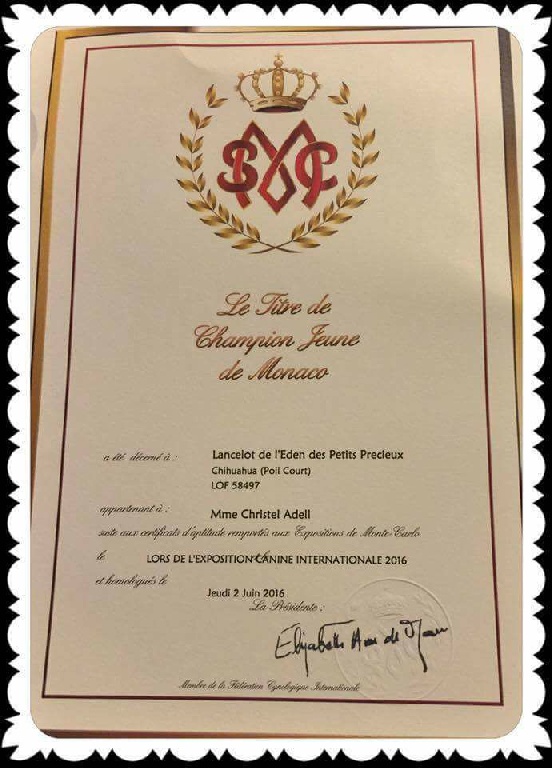 S M C
Le Titre de
Champion Jeune
de Monaco
a été décerné à : Lancelot de l'Eden des Petits Precieux
Chihuahua (Poil Court)
LOF 58497
appartenant à : Mme Christel Adell
suite aux certificats d'aptitude remportés aux Expositions de Monte-Carlo
le LORS DE L'EXPOSITION CANINE INTERNATIONALE 2016
et homologués le Jeudi 2 Juin 2016
La Présidente :
Membre de la Fédération Cynologique Internationale